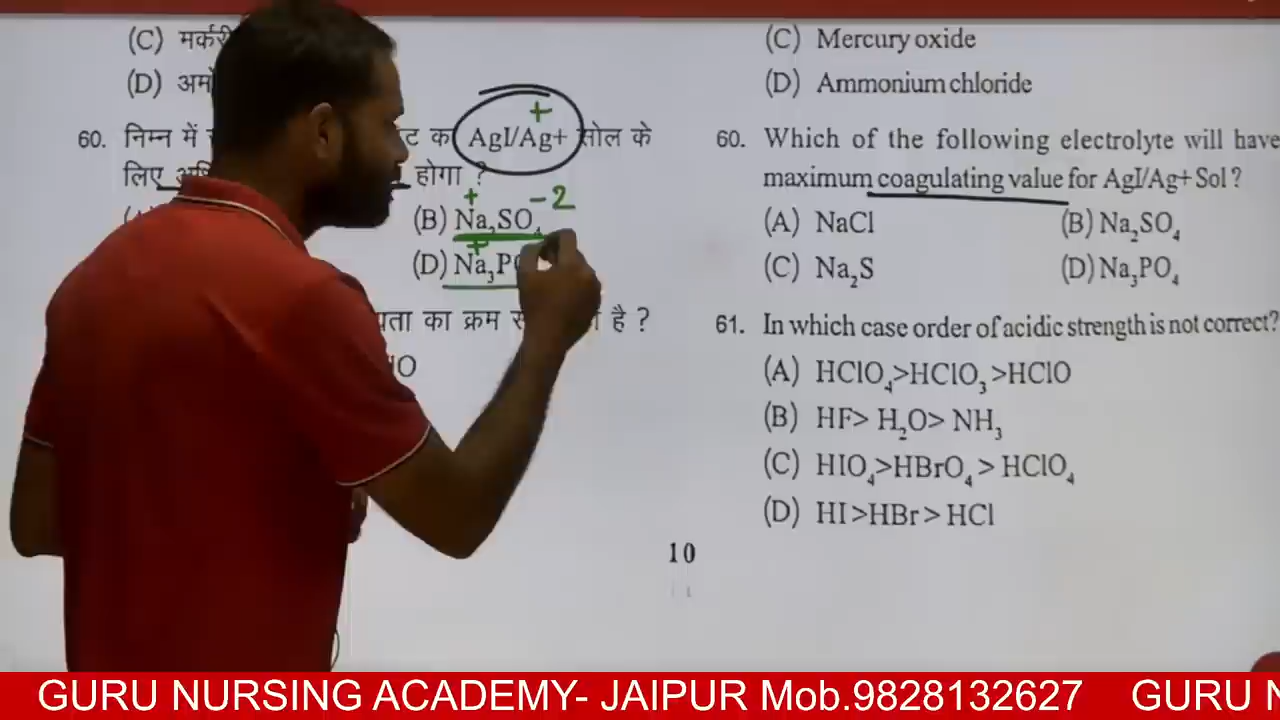 (C) मर्करी
(D) अमो
60. निम्न में
ट का AgI/Ag+ सोल के
+
लिए
होगा ?
+
-2
(B) Na₂SO₄
+
(D) Na₃P
का क्रम
है ?
O
(C) Mercury oxide
(D) Ammonium chloride
60. Which of the following electrolyte will have
maximum coagulating value for AgI/Ag+ Sol ?
(A) NaCl (B) Na₂SO₄
(C) Na₂S (D) Na₃PO₄
61. In which case order of acidic strength is not correct?
(A) HClO₄>HClO₃>HClO
(B) HF> H₂O> NH₃
(C) HIO₄>HBrO₄ > HClO₄
(D) HI>HBr> HCl
10
GURU NURSING ACADEMY- JAIPUR Mob.9828132627 GURU N